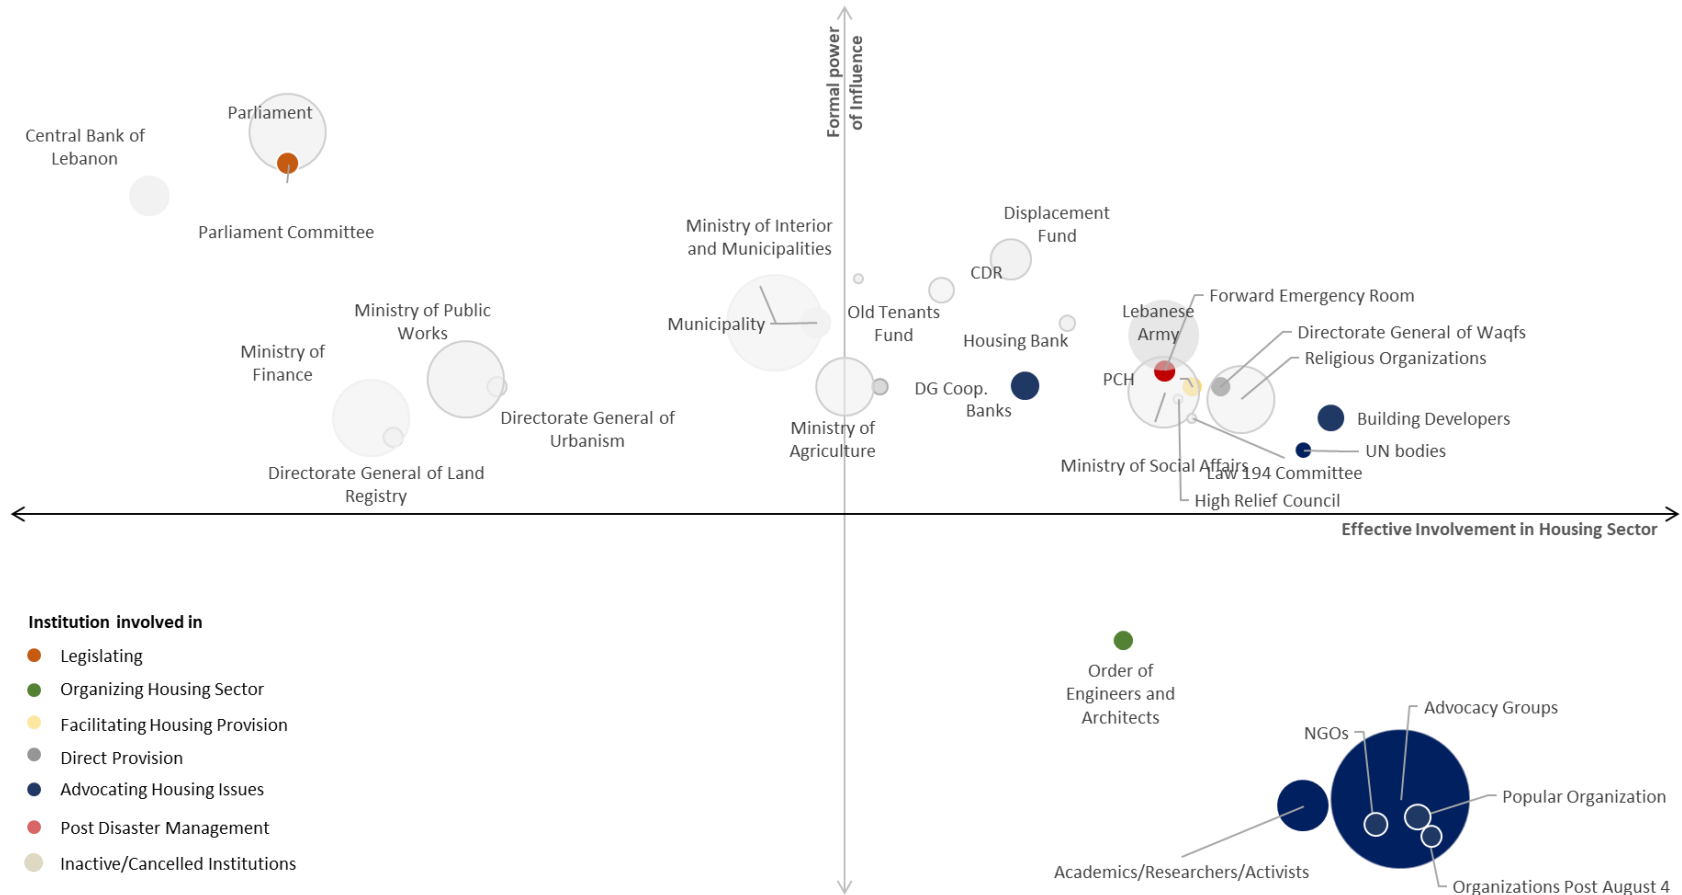 Formal power
of Influence
Parliament
Central Bank of
Lebanon
Parliament Committee
Ministry of Interior
and Municipalities
Displacement
Fund
CDR
Ministry of Public
Works
Municipality
Old Tenants
Fund
Housing Bank
Lebanese
Army
Forward Emergency Room
Directorate General of Waqfs
Religious Organizations
Ministry of
Finance
PCH
DG Coop.
Banks
Directorate General of
Urbanism
Ministry of
Agriculture
Building Developers
UN bodies
Directorate General of Land
Registry
Ministry of Social Affairs
Law 194 Committee
High Relief Council
Effective Involvement in Housing Sector
Institution involved in
Legislating
Organizing Housing Sector
Facilitating Housing Provision
Direct Provision
Advocating Housing Issues
Post Disaster Management
Inactive/Cancelled Institutions
Order of
Engineers and
Architects
Advocacy Groups
NGOs
Popular Organization
Academics/Researchers/Activists
Organizations Post August 4